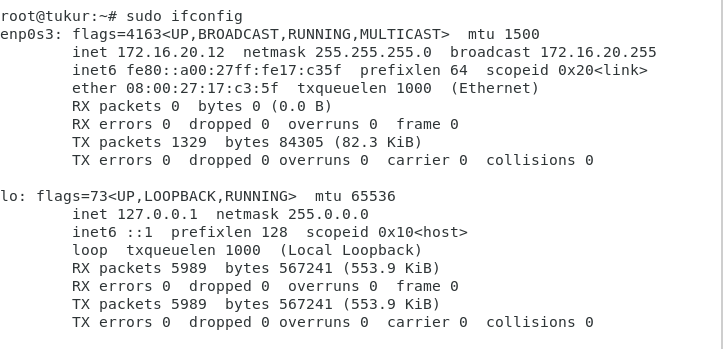 root@tukur:~# sudo ifconfig
enp0s3: flags=4163<UP,BROADCAST,RUNNING,MULTICAST>  mtu 1500
        inet 172.16.20.12  netmask 255.255.255.0  broadcast 172.16.20.255
        inet6 fe80::a00:27ff:fe17:c35f  prefixlen 64  scopeid 0x20<link>
        ether 08:00:27:17:c3:5f  txqueuelen 1000  (Ethernet)
        RX packets 0  bytes 0 (0.0 B)
        RX errors 0  dropped 0  overruns 0  frame 0
        TX packets 1329  bytes 84305 (82.3 KiB)
        TX errors 0  dropped 0 overruns 0  carrier 0  collisions 0

lo: flags=73<UP,LOOPBACK,RUNNING>  mtu 65536
        inet 127.0.0.1  netmask 255.0.0.0
        inet6 ::1  prefixlen 128  scopeid 0x10<host>
        loop  txqueuelen 1000  (Local Loopback)
        RX packets 5989  bytes 567241 (553.9 KiB)
        RX errors 0  dropped 0  overruns 0  frame 0
        TX packets 5989  bytes 567241 (553.9 KiB)
        TX errors 0  dropped 0 overruns 0  carrier 0  collisions 0